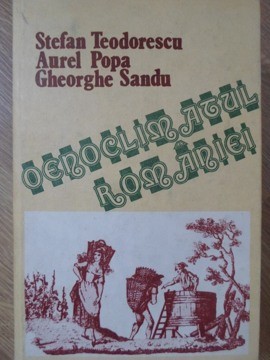 Stefan Teodorescu
Aurel Popa
Gheorghe Sandu
OENOCLIMATUL
ROMÂNIEI